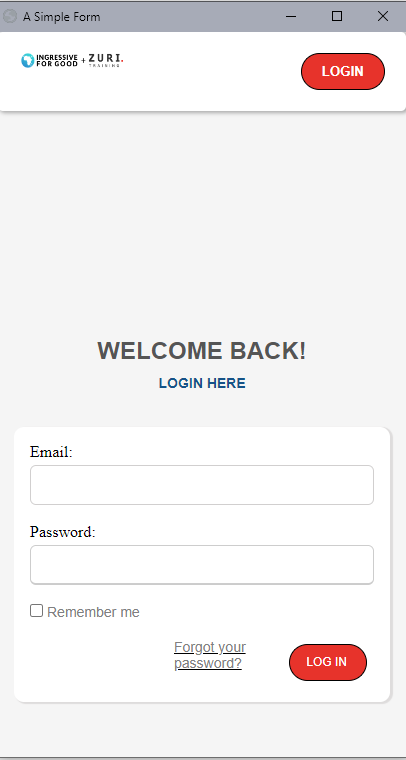 A Simple Form
INGRESSIVE
FOR GOOD + ZURI.
TRAINING
LOGIN
WELCOME BACK!
LOGIN HERE
Email:
Password:
Remember me
Forgot your
password?
LOG IN